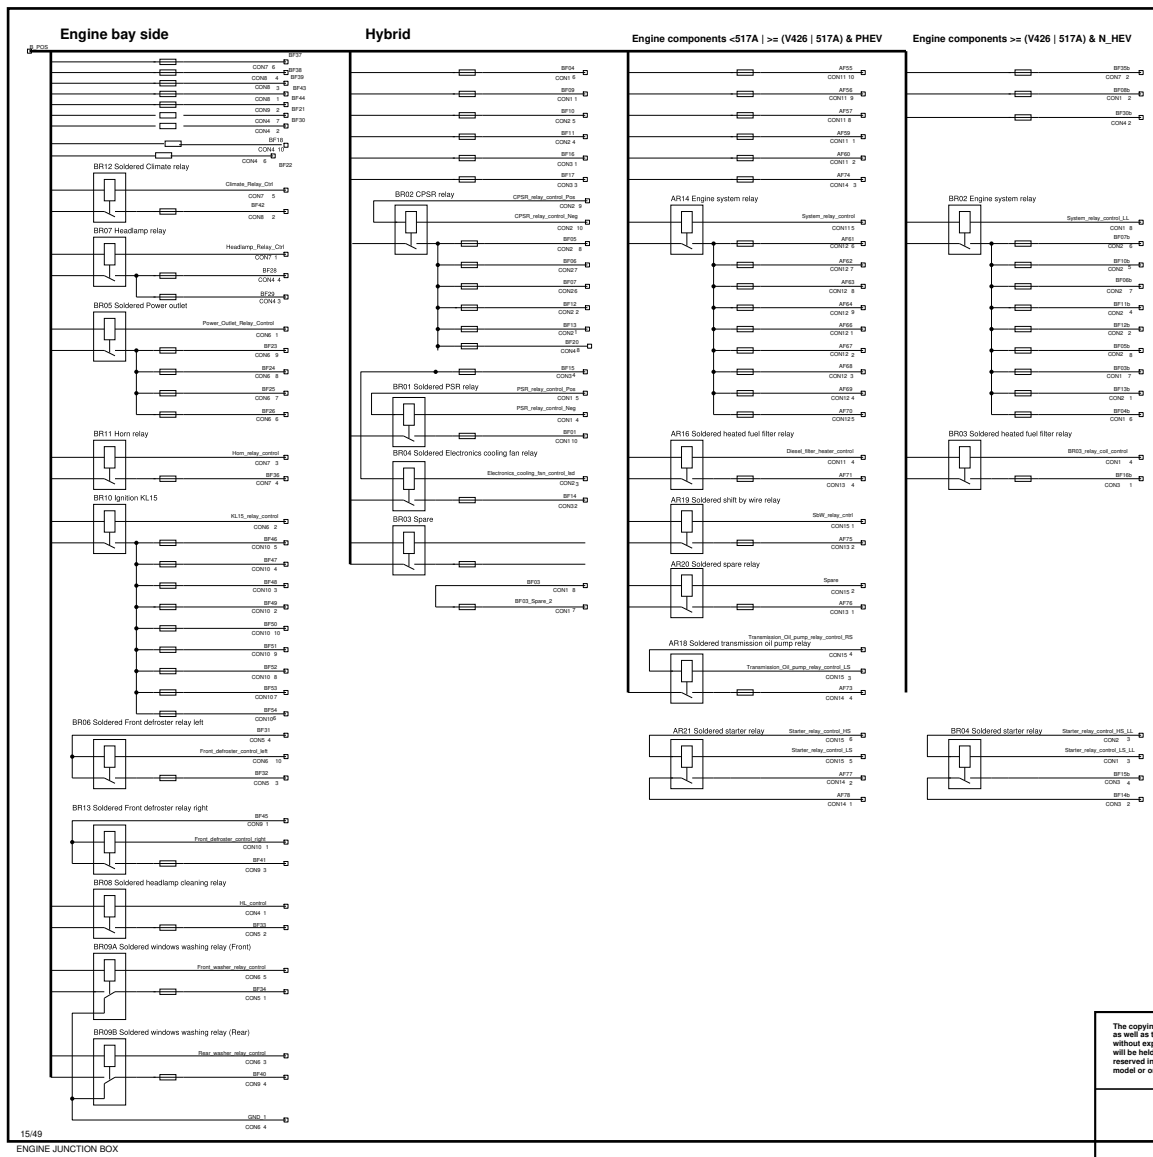 Engine bay side
B_POS
BF37
CON7 6
BF38
CON8 4
BF39
CON8 3
BF43
CON8 1
BF44
CON9 2
BF21
CON4 7
BF30
CON4 2
BF18
CON4 10
CON4 6
BF22
BR12 Soldered Climate relay
Climate_Relay_Ctrl
CON7 5
BF42
CON8 2
BR07 Headlamp relay
Headlamp_Relay_Ctrl
CON7 1
BF28
CON4 4
BF29
CON4 3
BR05 Soldered Power outlet
Power_Outlet_Relay_Control
CON6 1
BF23
CON6 9
BF24
CON6 8
BF25
CON6 7
BF26
CON6 6
BR11 Horn relay
Horn_relay_control
CON7 3
BF36
CON7 4
BR10 Ignition KL15
KL15_relay_control
CON6 2
BF46
CON10 5
BF47
CON10 4
BF48
CON10 3
BF49
CON10 2
BF50
CON10 10
BF51
CON10 9
BF52
CON10 8
BF53
CON10 7
BF54
CON10 6
BR06 Soldered Front defroster relay left
BF31
CON5 4
Front_defroster_control_left
CON6 10
BF32
CON5 3
BR13 Soldered Front defroster relay right
BF45
CON9 1
Front_defroster_control_right
CON10 1
BF41
CON9 3
BR08 Soldered headlamp cleaning relay
HL_control
CON4 1
BF33
CON5 2
BR09A Soldered windows washing relay (Front)
Front_washer_relay_control
CON6 5
BF34
CON5 1
BR09B Soldered windows washing relay (Rear)
Rear_washer_relay_control
CON6 3
BF40
CON9 4
GND_1
CON6 4
Hybrid
BF04
CON1 6
BF09
CON1 1
BF10
CON2 5
BF11
CON2 4
BF16
CON3 1
BF17
CON3 3
BR02 CPSR relay
CPSR_relay_control_Pos
CON2 9
CPSR_relay_control_Neg
CON2 10
BF05
CON2 8
BF06
CON2 7
BF07
CON2 6
BF12
CON2 2
BF13
CON2 1
BF20
CON4 8
BF15
CON3 4
BR01 Soldered PSR relay
PSR_relay_control_Pos
CON1 5
PSR_relay_control_Neg
CON1 4
BF01
CON1 10
BR04 Soldered Electronics cooling fan relay
Electronics_cooling_fan_control_led
CON2 3
BF14
CON3 2
BR03 Spare
BF03
CON1 8
BF03_Spare_2
CON1 7
Engine components <517A | >= (V426 | 517A) & PHEV
AF55
CON11 10
AF56
CON11 9
AF57
CON11 8
AF59
CON11 1
AF60
CON11 2
AF74
CON14 3
AR14 Engine system relay
System_relay_control
CON11 5
AF61
CON12 6
AF62
CON12 7
AF63
CON12 8
AF64
CON12 9
AF66
CON12 1
AF67
CON12 2
AF68
CON12 3
AF69
CON12 4
AF70
CON12 5
AR16 Soldered heated fuel filter relay
Diesel_filter_heater_control
CON11 4
AF71
CON13 4
AR19 Soldered shift by wire relay
SbW_relay_cntrl
CON15 1
AF75
CON13 2
AR20 Soldered spare relay
Spare
CON15 2
AF76
CON13 1
Transmission_Oil_pump_relay_control_RS
AR18 Soldered transmission oil pump relay
CON15 4
Transmission_Oil_pump_relay_control_LS
CON15 3
AF73
CON14 4
AR21 Soldered starter relay
Starter_relay_control_HS
CON15 6
Starter_relay_control_LS
CON15 5
AF77
CON14 2
AF78
CON14 1
Engine components >= (V426 | 517A) & N_HEV
BF35b
CON7 2
BF08b
CON1 2
BF30b
CON4 2
BR02 Engine system relay
System_relay_control_LL
CON1 8
BF07b
CON2 6
BF10b
CON2 5
BF06b
CON2 7
BF11b
CON2 4
BF12b
CON2 2
BF05b
CON2 8
BF03b
CON1 7
BF13b
CON2 1
BF04b
CON1 6
BR03 Soldered heated fuel filter relay
BR03_relay_coil_control
CON1 4
BF16b
CON3 1
BR04 Soldered starter relay
Starter_relay_control_HS_LL
CON2 3
Starter_relay_control_LS_LL
CON1 3
BF15b
CON3 4
BF14b
CON3 2
The copyin
as well as t
without exp
will be held
reserved in
model or o
15/49
ENGINE JUNCTION BOX